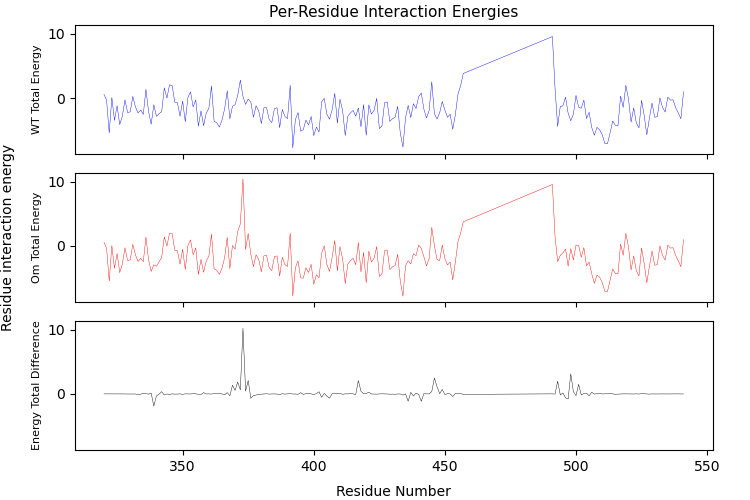 Per-Residue Interaction Energies
Residue interaction energy
WT Total Energy
10
0
Om Total Energy
10
0
Energy Total Difference
10
0
350
400
450
500
550
Residue Number